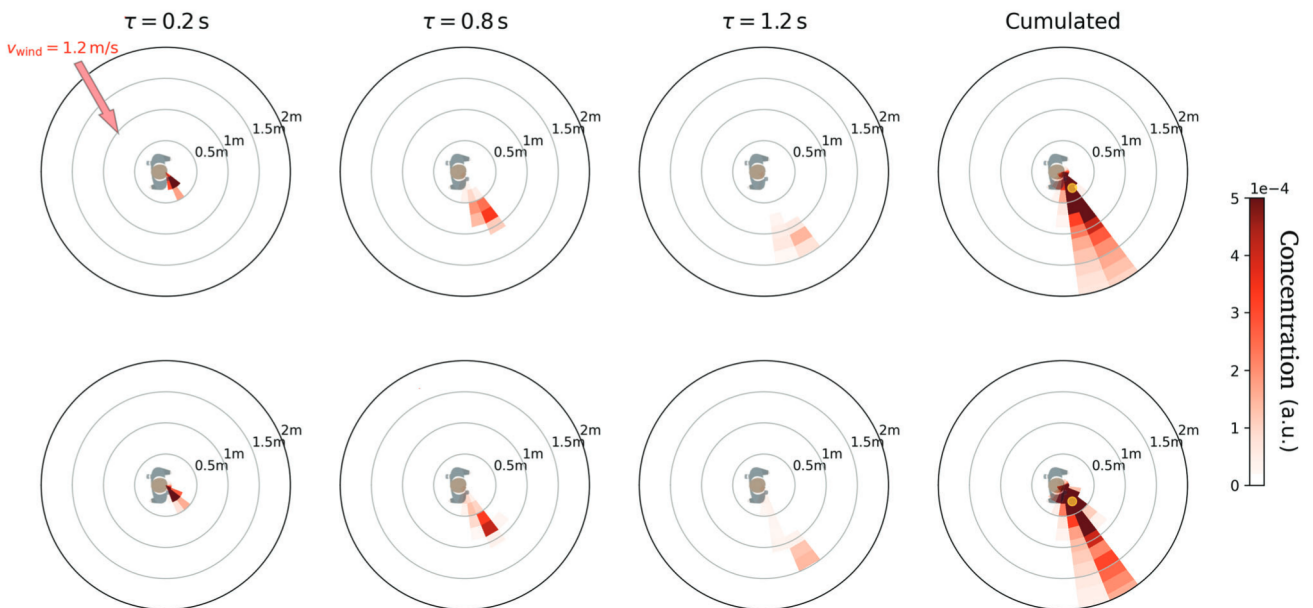 τ = 0.2 s
τ = 0.8 s
τ = 1.2 s
Cumulated
v_wind = 1.2 m/s
0.5m
1m
1.5m
2m
0.5m
1m
1.5m
2m
0.5m
1m
1.5m
2m
0.5m
1m
1.5m
2m
1e−4
5
4
3
2
1
0
Concentration (a.u.)
0.5m
1m
1.5m
2m
0.5m
1m
1.5m
2m
0.5m
1m
1.5m
2m
0.5m
1m
1.5m
2m